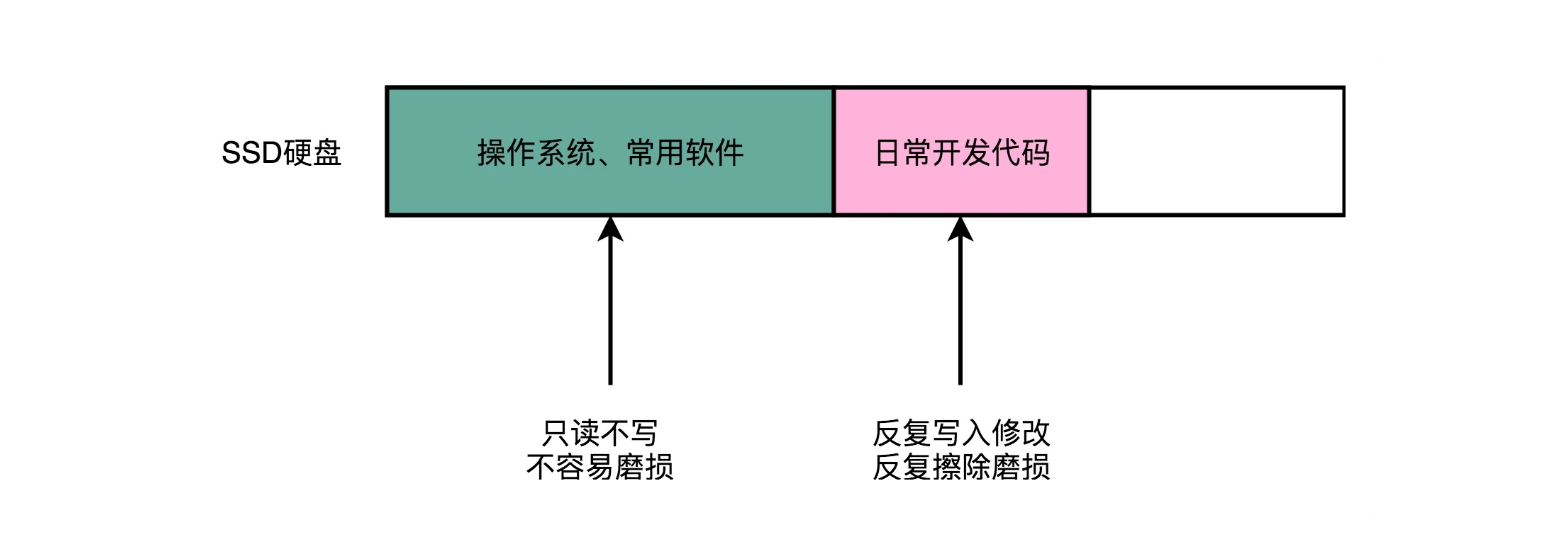 SSD硬盘
操作系统、常用软件
日常开发代码
只读不写
不容易磨损
反复写入修改
反复擦除磨损